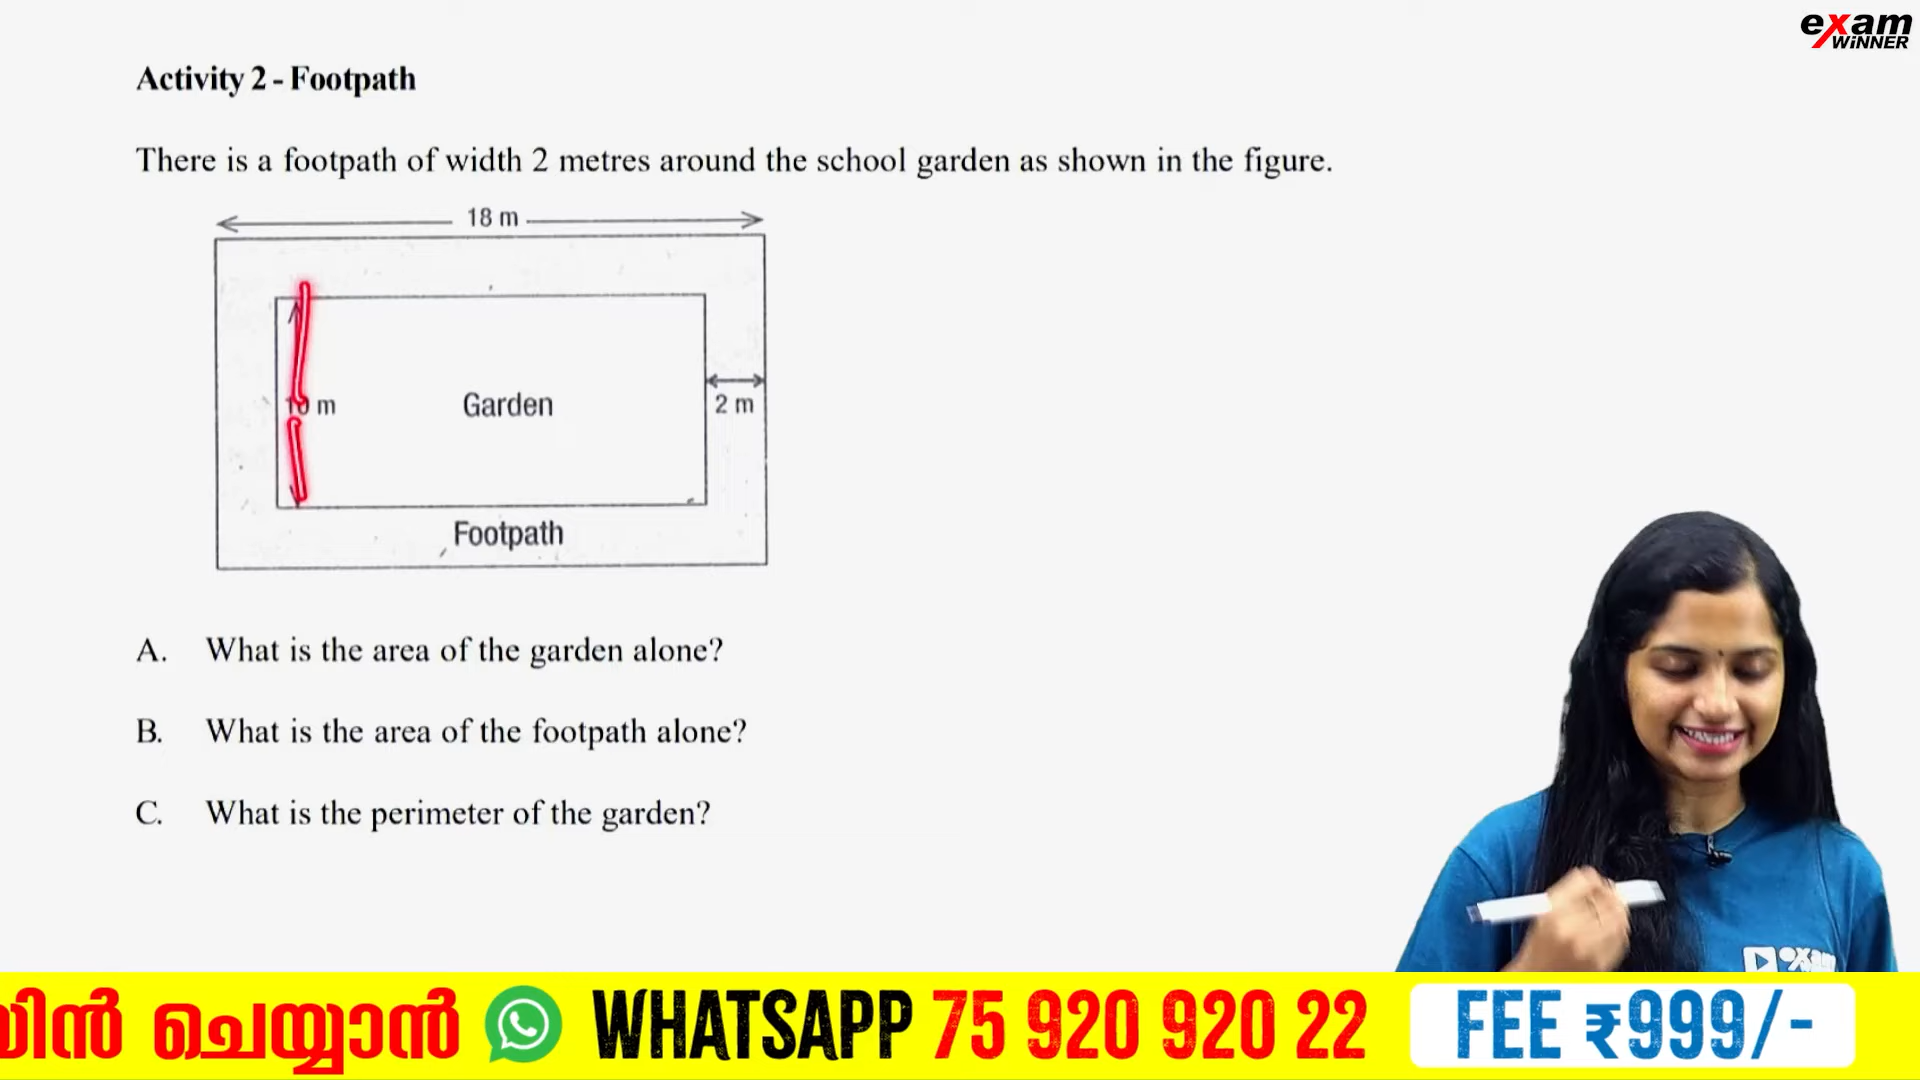 exam
WiNNER
Activity 2 - Footpath
There is a footpath of width 2 metres around the school garden as shown in the figure.
18 m
10 m
Garden
2 m
Footpath
A. What is the area of the garden alone?
B. What is the area of the footpath alone?
C. What is the perimeter of the garden?
exam
യിൻ ചെയ്യാൻ WHATSAPP 75 920 920 22 FEE ₹999/-